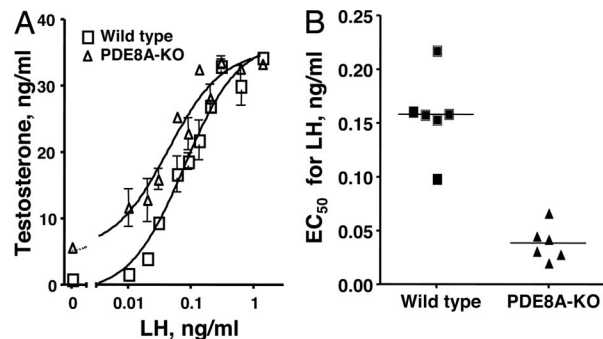 A
Wild type
PDE8A-KO
Testosterone, ng/ml
40
30
20
10
0
0
0.01
0.1
1
LH, ng/ml
B
EC50 for LH, ng/ml
0.25
0.20
0.15
0.10
0.05
0.00
Wild type
PDE8A-KO